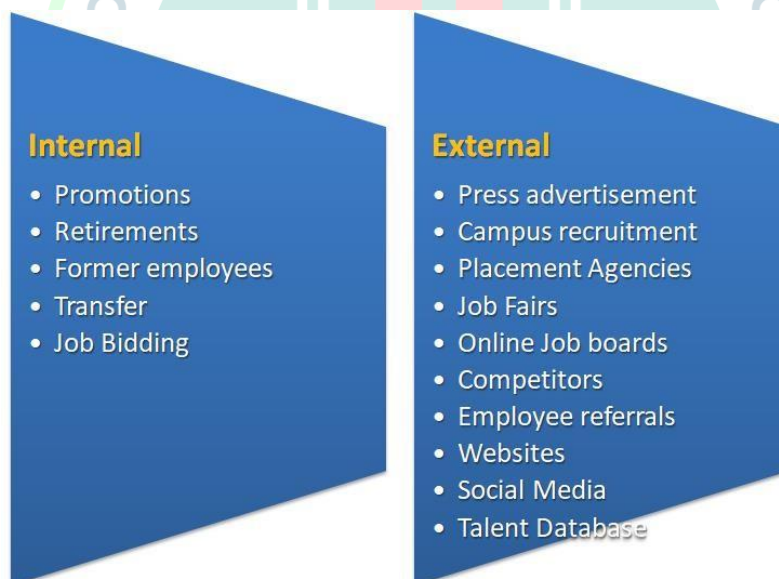 Internal
• Promotions
• Retirements
• Former employees
• Transfer
• Job Bidding
External
• Press advertisement
• Campus recruitment
• Placement Agencies
• Job Fairs
• Online Job boards
• Competitors
• Employee referrals
• Websites
• Social Media
• Talent Database